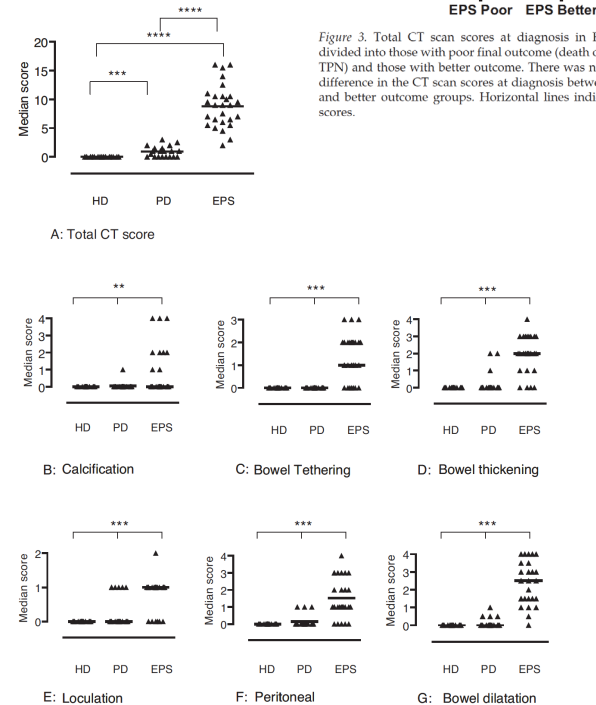 EPS Poor EPS Better
Figure 3. Total CT scan scores at diagnosis in
divided into those with poor final outcome (death
TPN) and those with better outcome. There was
difference in the CT scan scores at diagnosis
and better outcome groups. Horizontal lines
scores.
****
****
***
Median score
20
15
10
5
0
HD PD EPS
A: Total CT score
**
Median score
4
3
2
1
0
HD PD EPS
B: Calcification
***
Median score
3
2
1
0
HD PD EPS
C: Bowel Tethering
***
Median score
4
3
2
1
0
HD PD EPS
D: Bowel thickening
***
Median score
2
1
0
HD PD EPS
E: Loculation
***
Median score
4
3
2
1
0
HD PD EPS
F: Peritoneal
***
Median score
4
3
2
1
0
HD PD EPS
G: Bowel dilatation